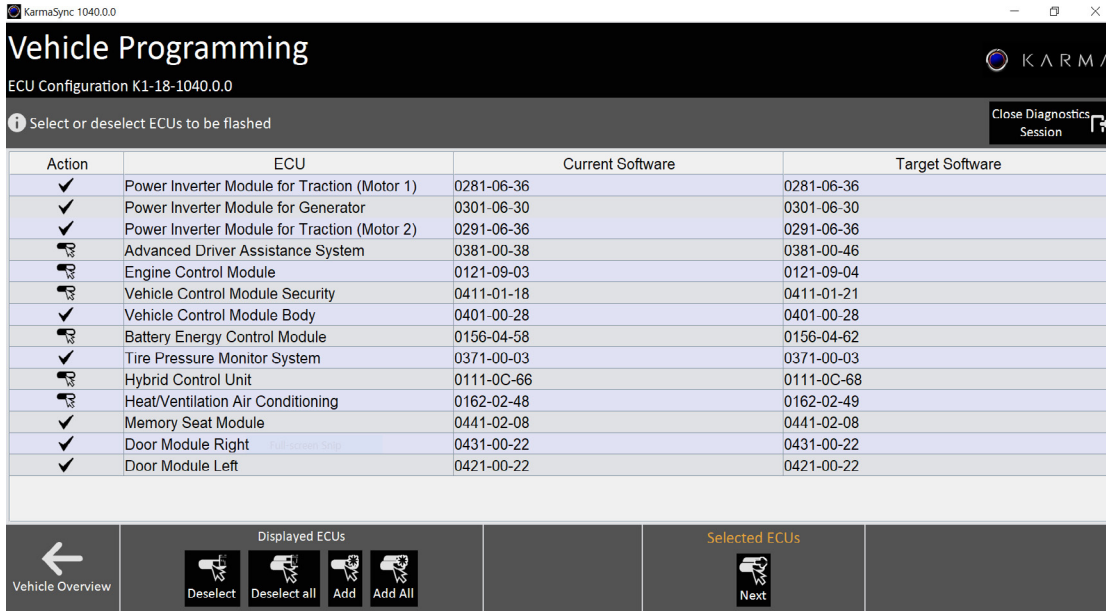 KarmaSync 1040.0.0
Vehicle Programming
KARMA
ECU Configuration K1-18-1040.0.0
Select or deselect ECUs to be flashed
Close Diagnostics
Session
Action ECU Current Software Target Software
Power Inverter Module for Traction (Motor 1) 0281-06-36 0281-06-36
Power Inverter Module for Generator 0301-06-30 0301-06-30
Power Inverter Module for Traction (Motor 2) 0291-06-36 0291-06-36
Advanced Driver Assistance System 0381-00-38 0381-00-46
Engine Control Module 0121-09-03 0121-09-04
Vehicle Control Module Security 0411-01-18 0411-01-21
Vehicle Control Module Body 0401-00-28 0401-00-28
Battery Energy Control Module 0156-04-58 0156-04-62
Tire Pressure Monitor System 0371-00-03 0371-00-03
Hybrid Control Unit 0111-0C-66 0111-0C-68
Heat/Ventilation Air Conditioning 0162-02-48 0162-02-49
Memory Seat Module 0441-02-08 0441-02-08
Door Module Right Full-screen Snip 0431-00-22 0431-00-22
Door Module Left 0421-00-22 0421-00-22
Vehicle Overview
Displayed ECUs
Deselect Deselect all Add Add All
Selected ECUs
Next